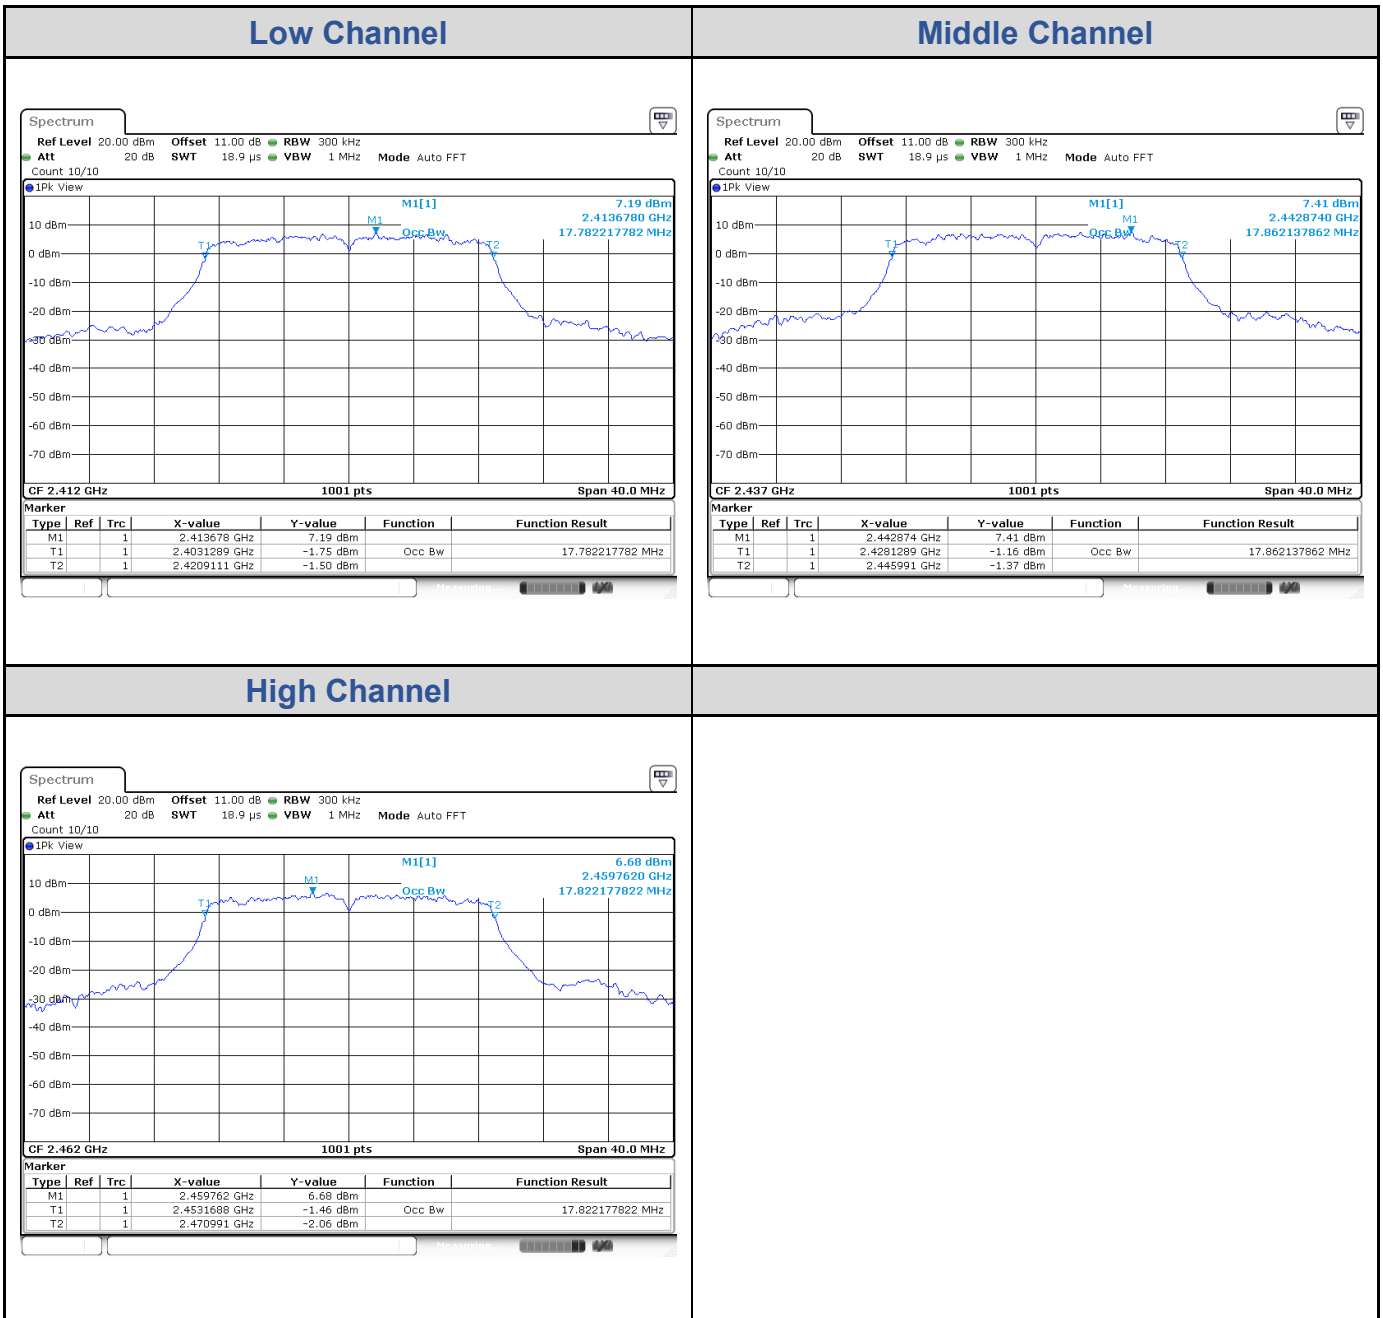 Low Channel
Spectrum
Ref Level 20.00 dBm Offset 11.00 dB RBW 300 kHz
Att 20 dB SWT 18.9 µs VBW 1 MHz Mode Auto FFT
Count 10/10
1Pk View
M1[1] 7.19 dBm
2.4136780 GHz
Occ Bw 17.782217782 MHz
M1
T1
T2
10 dBm
0 dBm
-10 dBm
-20 dBm
-30 dBm
-40 dBm
-50 dBm
-60 dBm
-70 dBm
CF 2.412 GHz 1001 pts Span 40.0 MHz
Marker
Type Ref Trc X-value Y-value Function Function Result
M1 1 2.413678 GHz 7.19 dBm
T1 1 2.4031289 GHz -1.75 dBm Occ Bw 17.782217782 MHz
T2 1 2.4209111 GHz -1.50 dBm
Measuring...
Middle Channel
Spectrum
Ref Level 20.00 dBm Offset 11.00 dB RBW 300 kHz
Att 20 dB SWT 18.9 µs VBW 1 MHz Mode Auto FFT
Count 10/10
1Pk View
M1[1] 7.41 dBm
2.4428740 GHz
Occ Bw 17.862137862 MHz
M1
T1
T2
10 dBm
0 dBm
-10 dBm
-20 dBm
-30 dBm
-40 dBm
-50 dBm
-60 dBm
-70 dBm
CF 2.437 GHz 1001 pts Span 40.0 MHz
Marker
Type Ref Trc X-value Y-value Function Function Result
M1 1 2.442874 GHz 7.41 dBm
T1 1 2.4281289 GHz -1.16 dBm Occ Bw 17.862137862 MHz
T2 1 2.445991 GHz -1.37 dBm
Measuring...
High Channel
Spectrum
Ref Level 20.00 dBm Offset 11.00 dB RBW 300 kHz
Att 20 dB SWT 18.9 µs VBW 1 MHz Mode Auto FFT
Count 10/10
1Pk View
M1[1] 6.68 dBm
2.4597620 GHz
Occ Bw 17.822177822 MHz
M1
T1
T2
10 dBm
0 dBm
-10 dBm
-20 dBm
-30 dBm
-40 dBm
-50 dBm
-60 dBm
-70 dBm
CF 2.462 GHz 1001 pts Span 40.0 MHz
Marker
Type Ref Trc X-value Y-value Function Function Result
M1 1 2.459762 GHz 6.68 dBm
T1 1 2.4531688 GHz -1.46 dBm Occ Bw 17.822177822 MHz
T2 1 2.470991 GHz -2.06 dBm
Measuring...